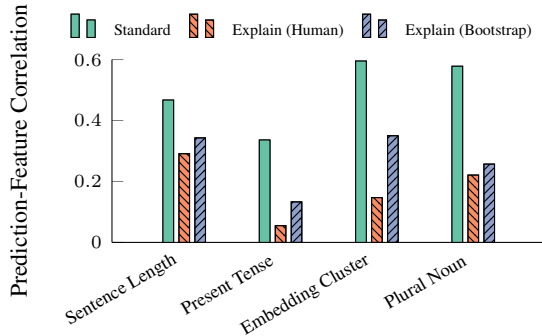 Standard Explain (Human) Explain (Bootstrap)
Prediction-Feature Correlation
0.6
0.4
0.2
0
Sentence Length
Present Tense
Embedding Cluster
Plural Noun